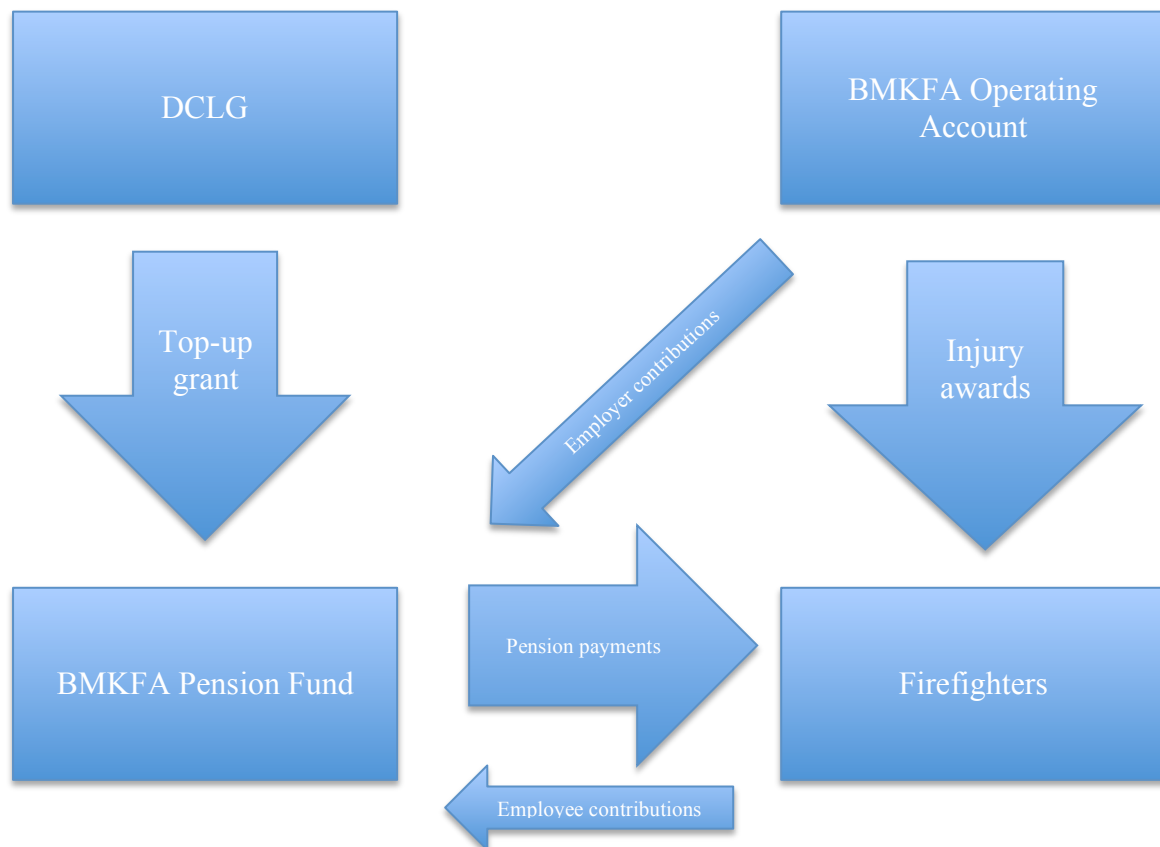 DCLG
BMKFA Operating
Account
Top-up
grant
Employer contributions
Injury
awards
BMKFA Pension Fund
Pension payments
Firefighters
Employee contributions